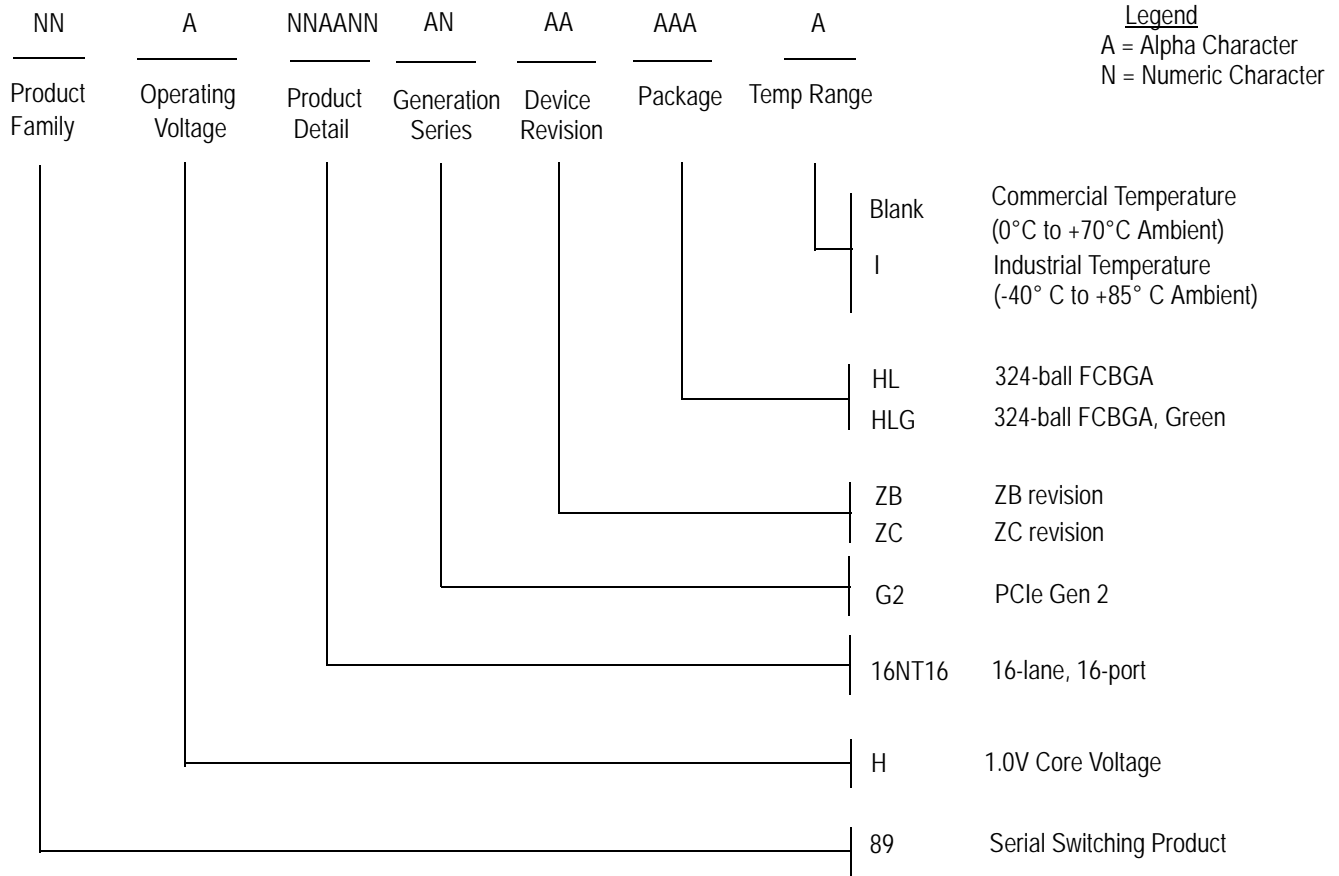 NN A NNAANN AN AA AAA A
Legend
A = Alpha Character
N = Numeric Character
Product Family
Operating Voltage
Product Detail
Generation Series
Device Revision
Package
Temp Range
Blank Commercial Temperature
(0°C to +70°C Ambient)
I Industrial Temperature
(-40° C to +85° C Ambient)
HL 324-ball FCBGA
HLG 324-ball FCBGA, Green
ZB ZB revision
ZC ZC revision
G2 PCIe Gen 2
16NT16 16-lane, 16-port
H 1.0V Core Voltage
89 Serial Switching Product